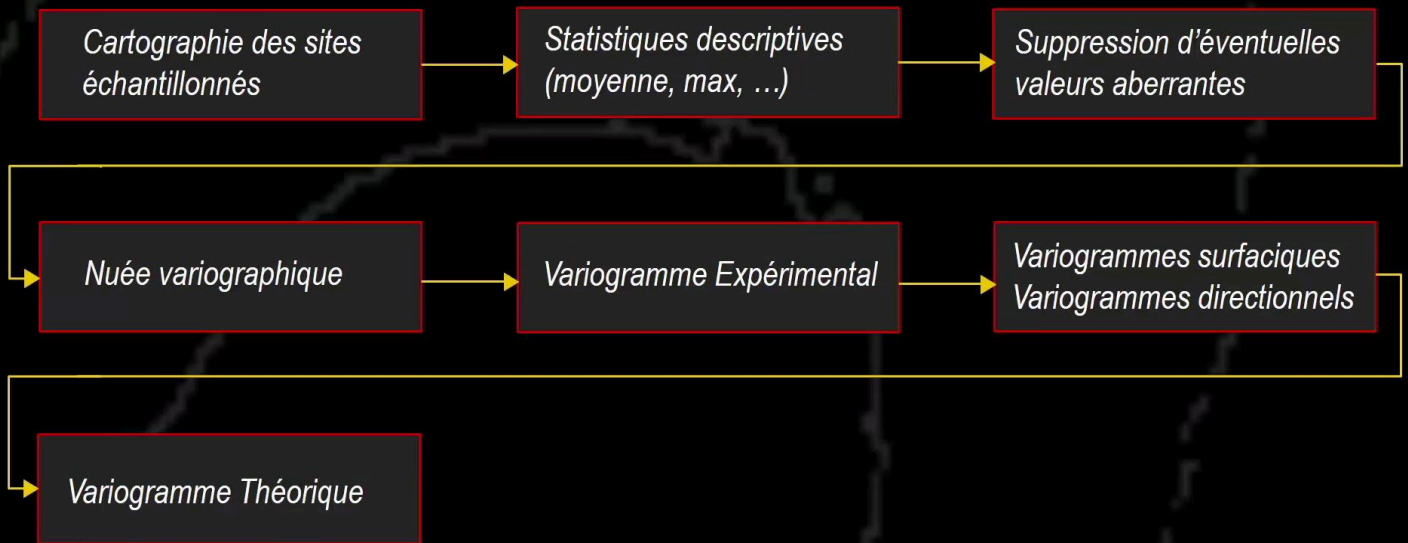 Cartographie des sites
échantillonnés
Statistiques descriptives
(moyenne, max, …)
Suppression d’éventuelles
valeurs aberrantes
Nuée variographique
Variogramme Expérimental
Variogrammes surfaciques
Variogrammes directionnels
Variogramme Théorique